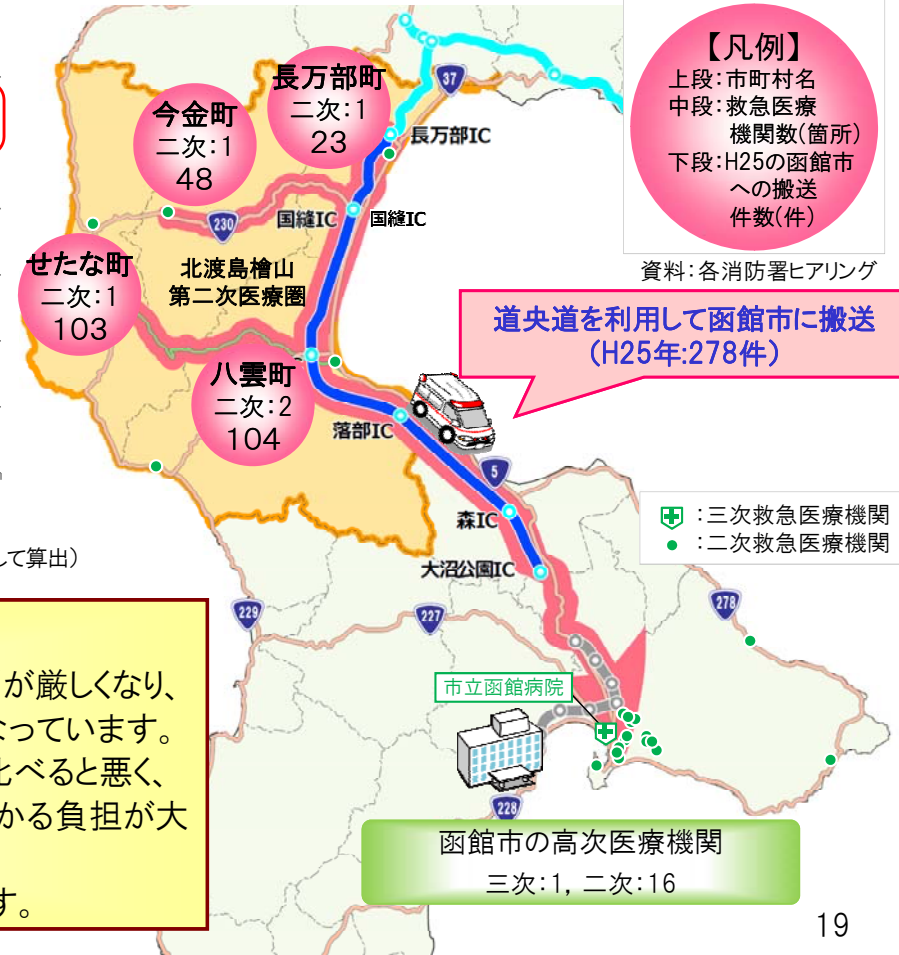 長万部町
二次:1
23
今金町
二次:1
48
せたな町
二次:1
103
八雲町
二次:2
104
北渡島檜山
第二次医療圏
37
230
5
229
227
278
228
長万部IC
国縫IC
国縫IC
落部IC
森IC
大沼公園IC
【凡例】
上段:市町村名
中段:救急医療
機関数(箇所)
下段:H25の函館市
への搬送
件数(件)
資料:各消防署ヒアリング
道央道を利用して函館市に搬送
(H25年:278件)
:三次救急医療機関
:二次救急医療機関
して算出)
が厳しくなり、
なっています。
比べると悪く、
かる負担が大
す。
市立函館病院
函館市の高次医療機関
三次:1, 二次:16
19